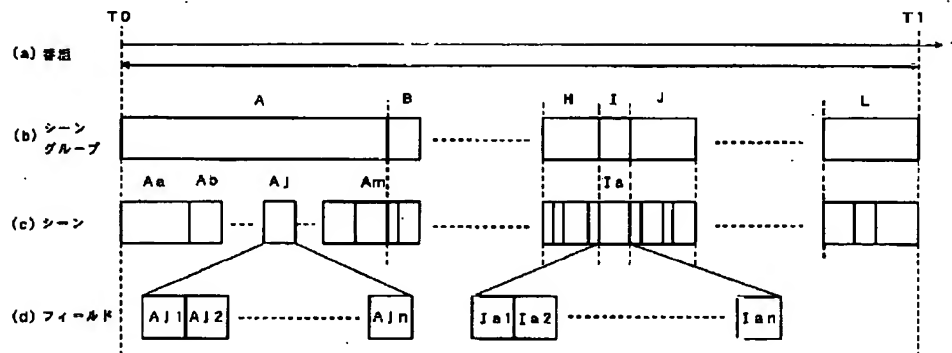 T0 T1
(a) 番組
A B H I J L
(b) シーン
グループ
Aa Ab Aj Am Ia
(c) シーン
(d) フィールド Aj1 Aj2 Ajn Ia1 Ia2 Ian